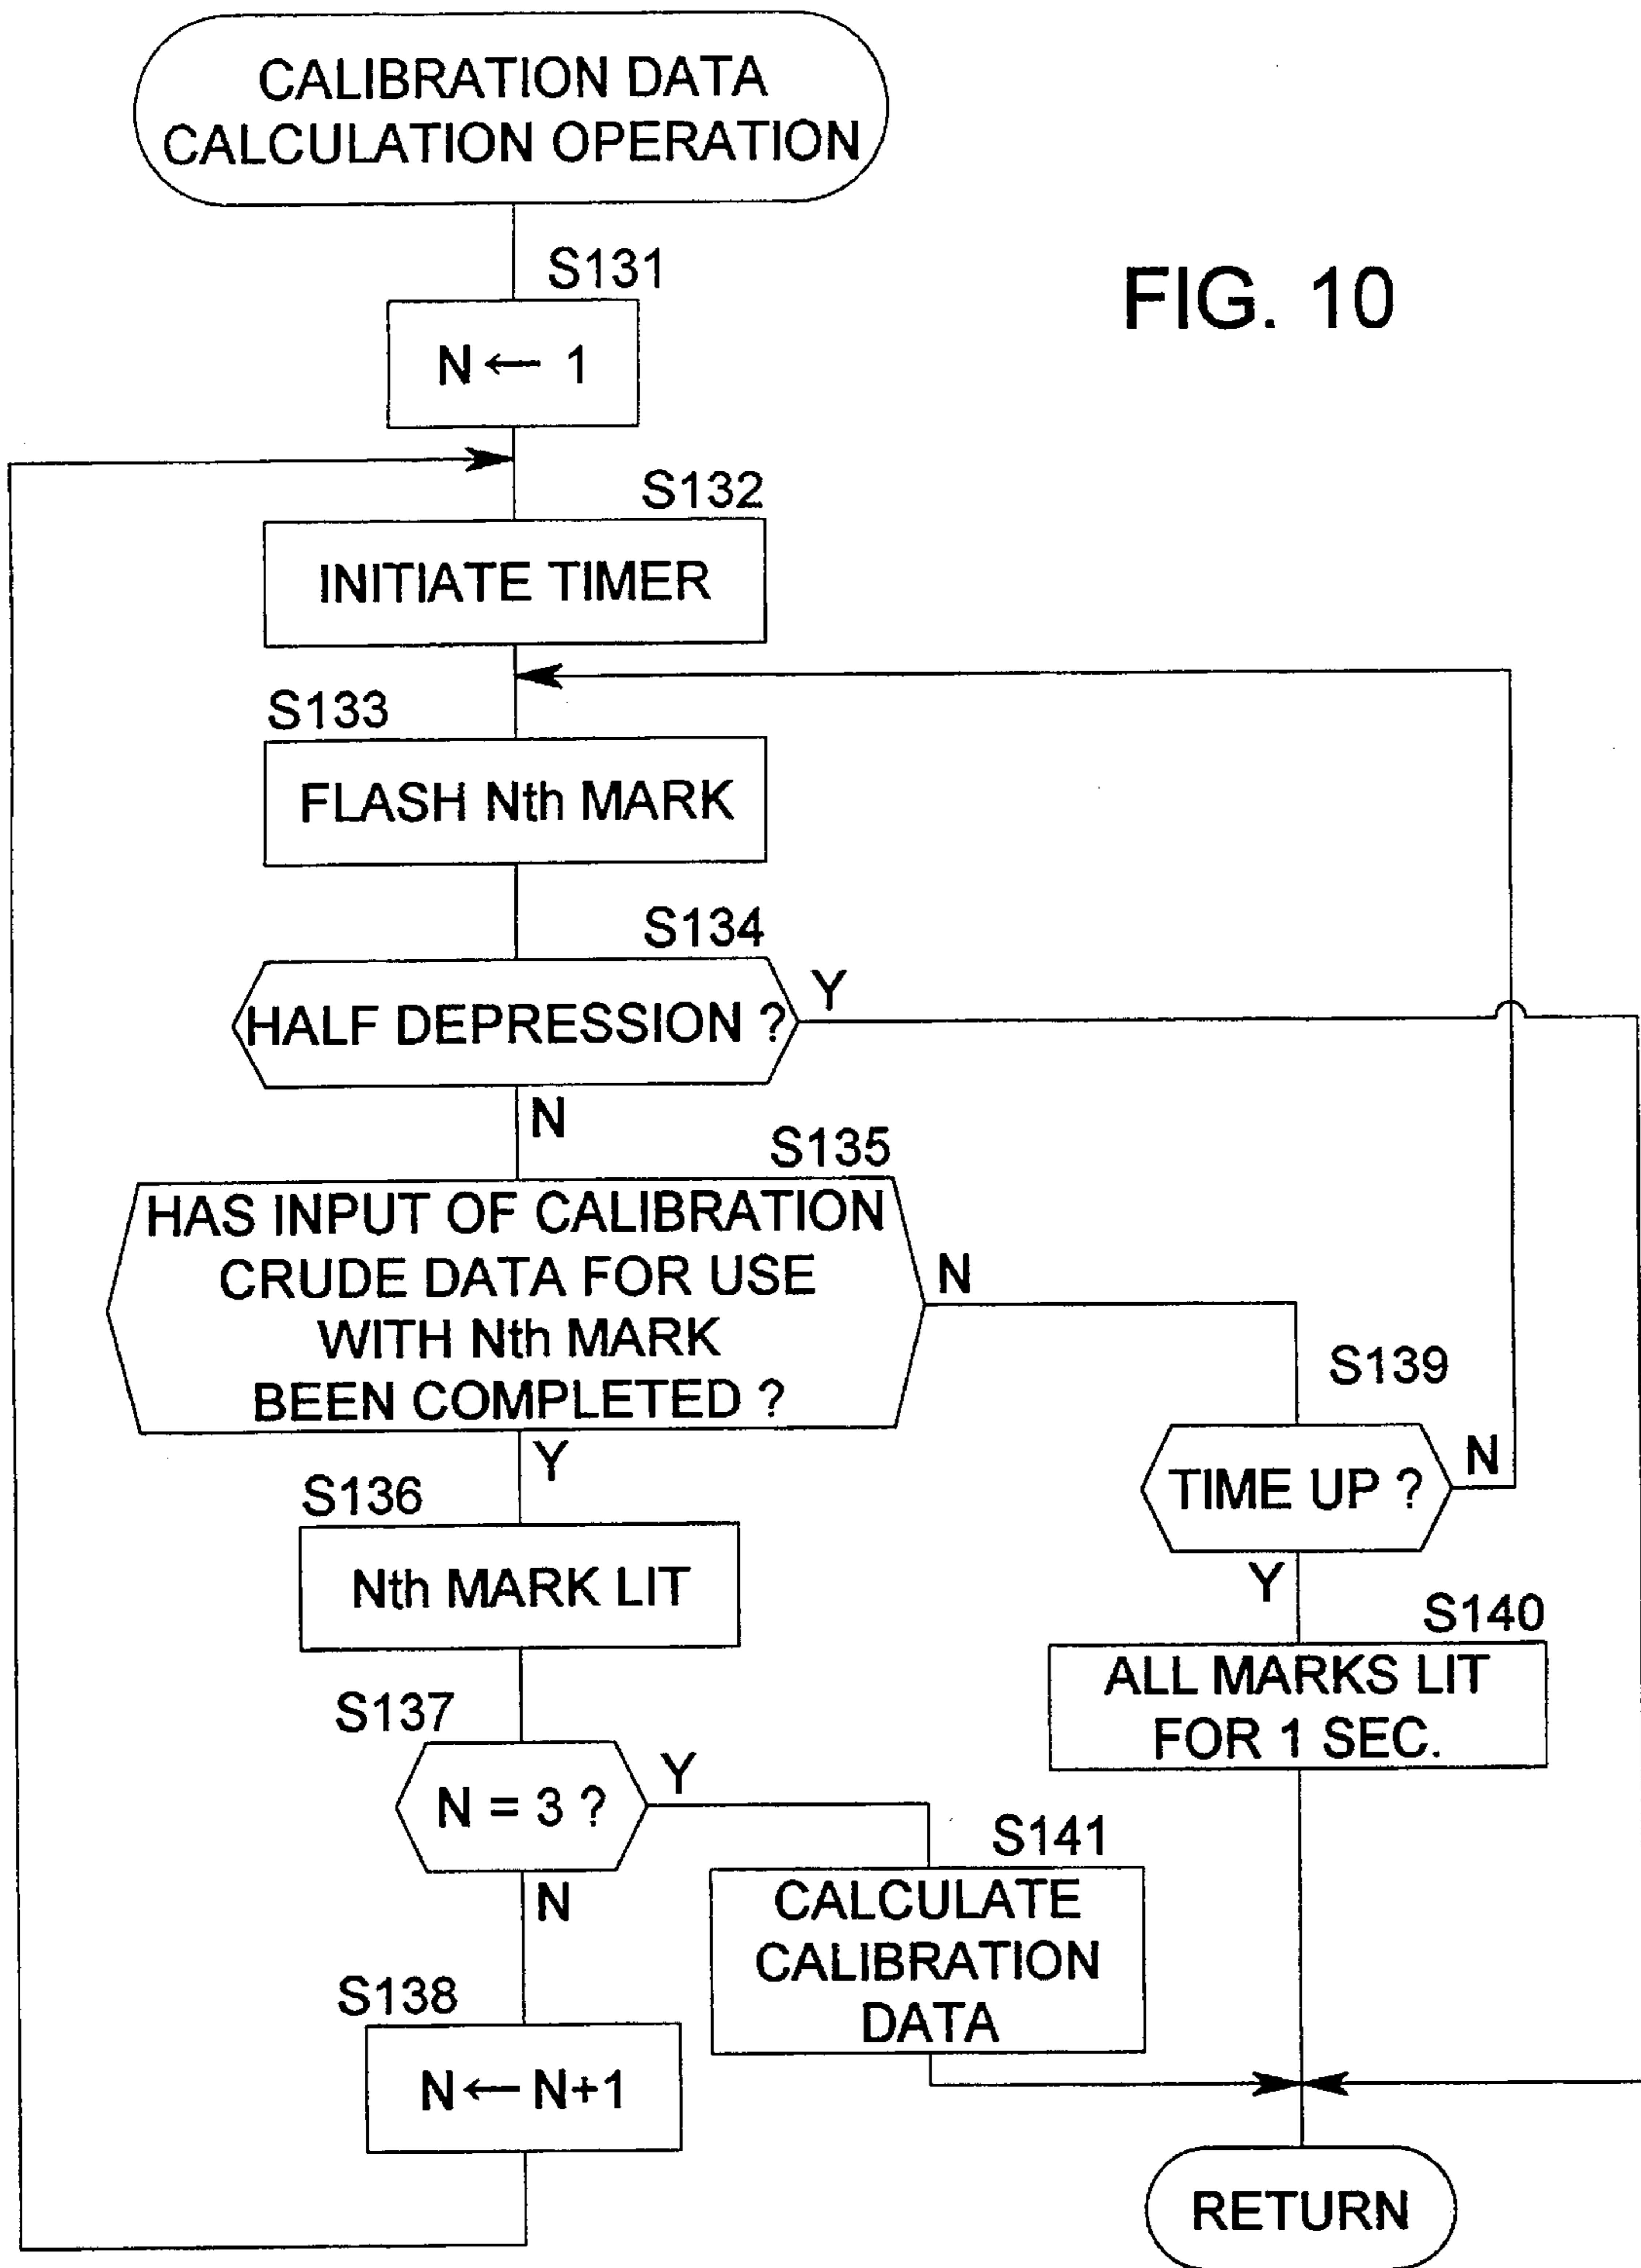 CALIBRATION DATA
CALCULATION OPERATION
FIG. 10
S131
N ← 1
S132
INITIATE TIMER
S133
FLASH Nth MARK
S134
HALF DEPRESSION ?
Y
N
S135
HAS INPUT OF CALIBRATION
CRUDE DATA FOR USE
WITH Nth MARK
BEEN COMPLETED ?
N
Y
S139
TIME UP ?
N
Y
S136
Nth MARK LIT
S140
ALL MARKS LIT
FOR 1 SEC.
S137
N = 3 ?
Y
N
S141
CALCULATE
CALIBRATION
DATA
S138
N ← N+1
RETURN